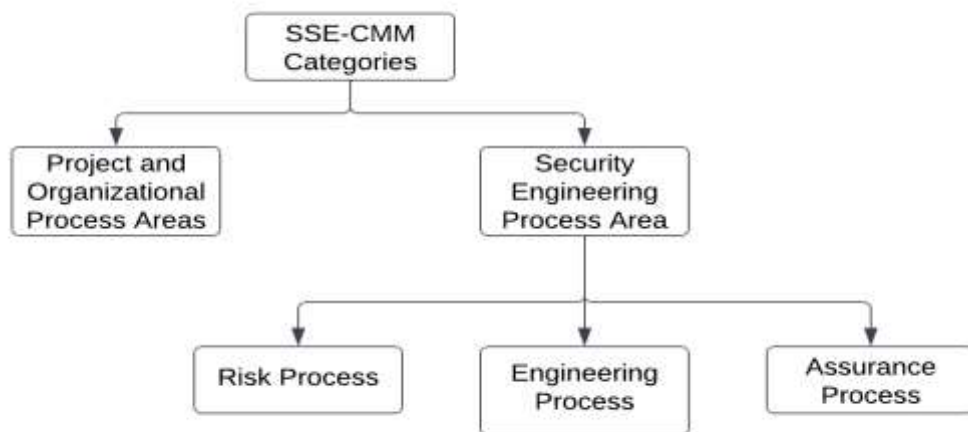 SSE-CMM
Categories
Project and
Organizational
Process Areas
Security
Engineering
Process Area
Risk Process
Engineering
Process
Assurance
Process